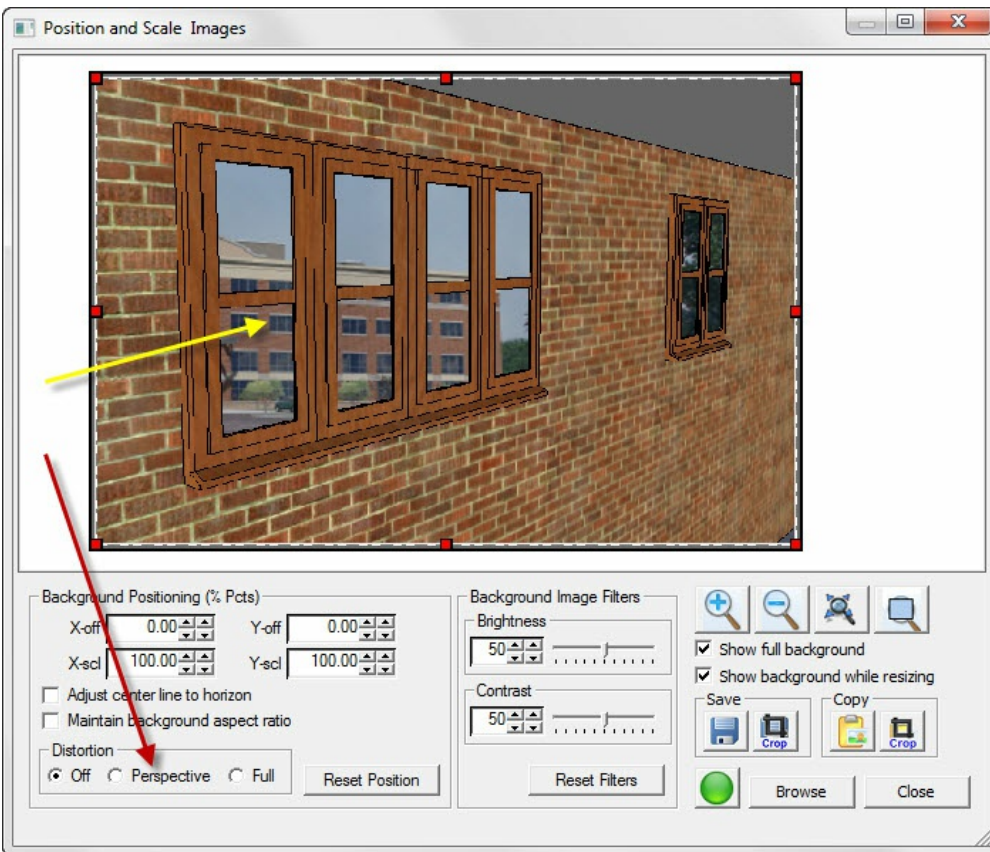 Position and Scale Images
Background Positioning (% Pcts)
X-off 0.00 Y-off 0.00
X-scl 100.00 Y-scl 100.00
Adjust center line to horizon
Maintain background aspect ratio
Distortion
Off Perspective Full
Reset Position
Background Image Filters
Brightness
50
Contrast
50
Reset Filters
Show full background
Show background while resizing
Save
Crop
Copy
Crop
Browse
Close